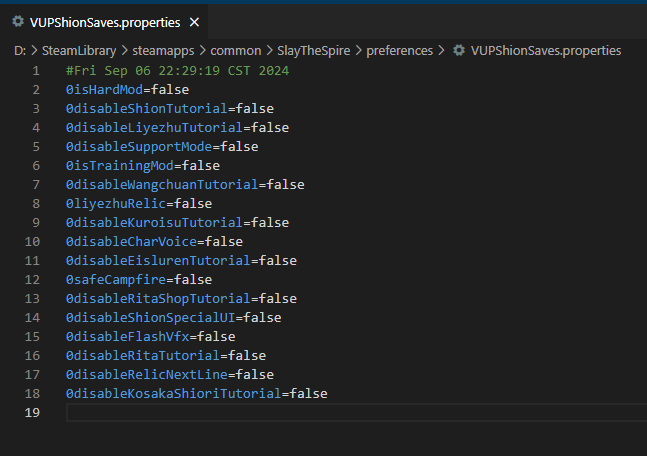 VUPShionSaves.properties
D: > SteamLibrary > steamapps > common > SlayTheSpire > preferences > VUPShionSaves.properties
1 #Fri Sep 06 22:29:19 CST 2024
2 0isHardMod=false
3 0disableShionTutorial=false
4 0disableLiyezhuTutorial=false
5 0disableSupportMode=false
6 0isTrainingMod=false
7 0disableWangchuanTutorial=false
8 0liyezhuRelic=false
9 0disableKuroisuTutorial=false
10 0disableCharVoice=false
11 0disableEislurenTutorial=false
12 0safeCampfire=false
13 0disableRitaShopTutorial=false
14 0disableShionSpecialUI=false
15 0disableFlashVfx=false
16 0disableRitaTutorial=false
17 0disableRelicNextLine=false
18 0disableKosakaShioriTutorial=false
19